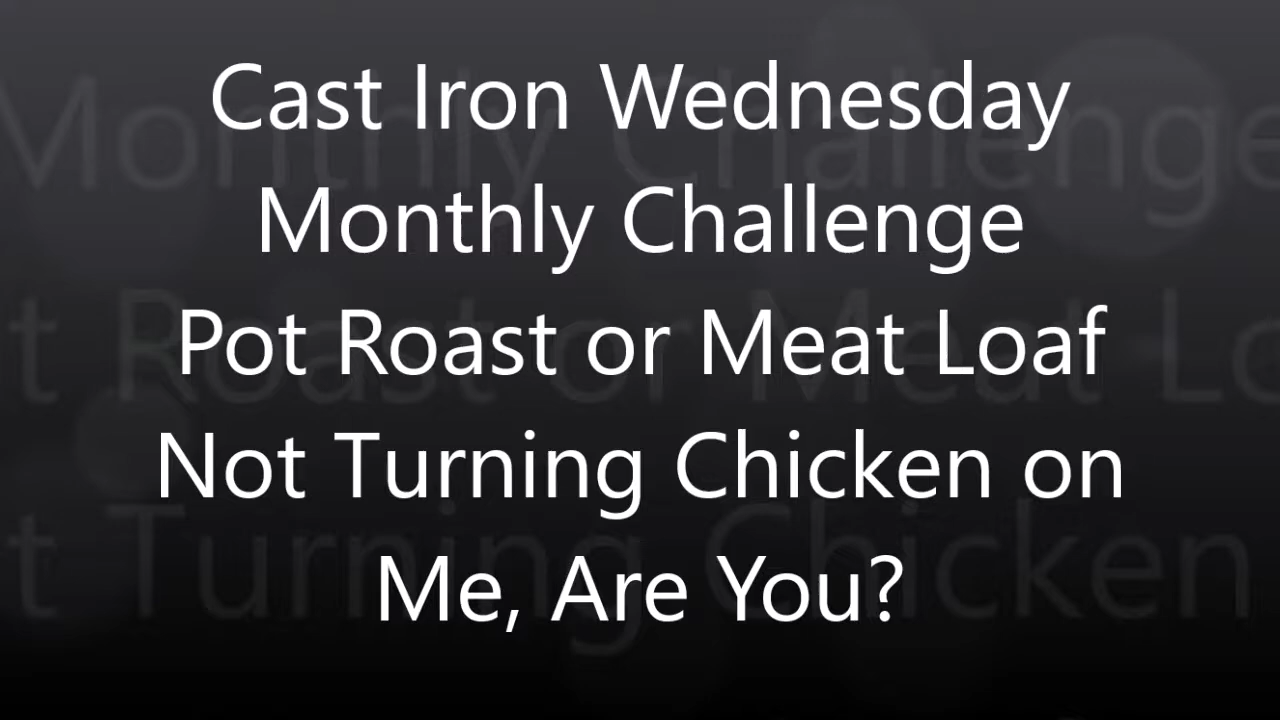 Cast Iron Wednesday
Monthly Challenge
Pot Roast or Meat Loaf
Not Turning Chicken on
Me, Are You?